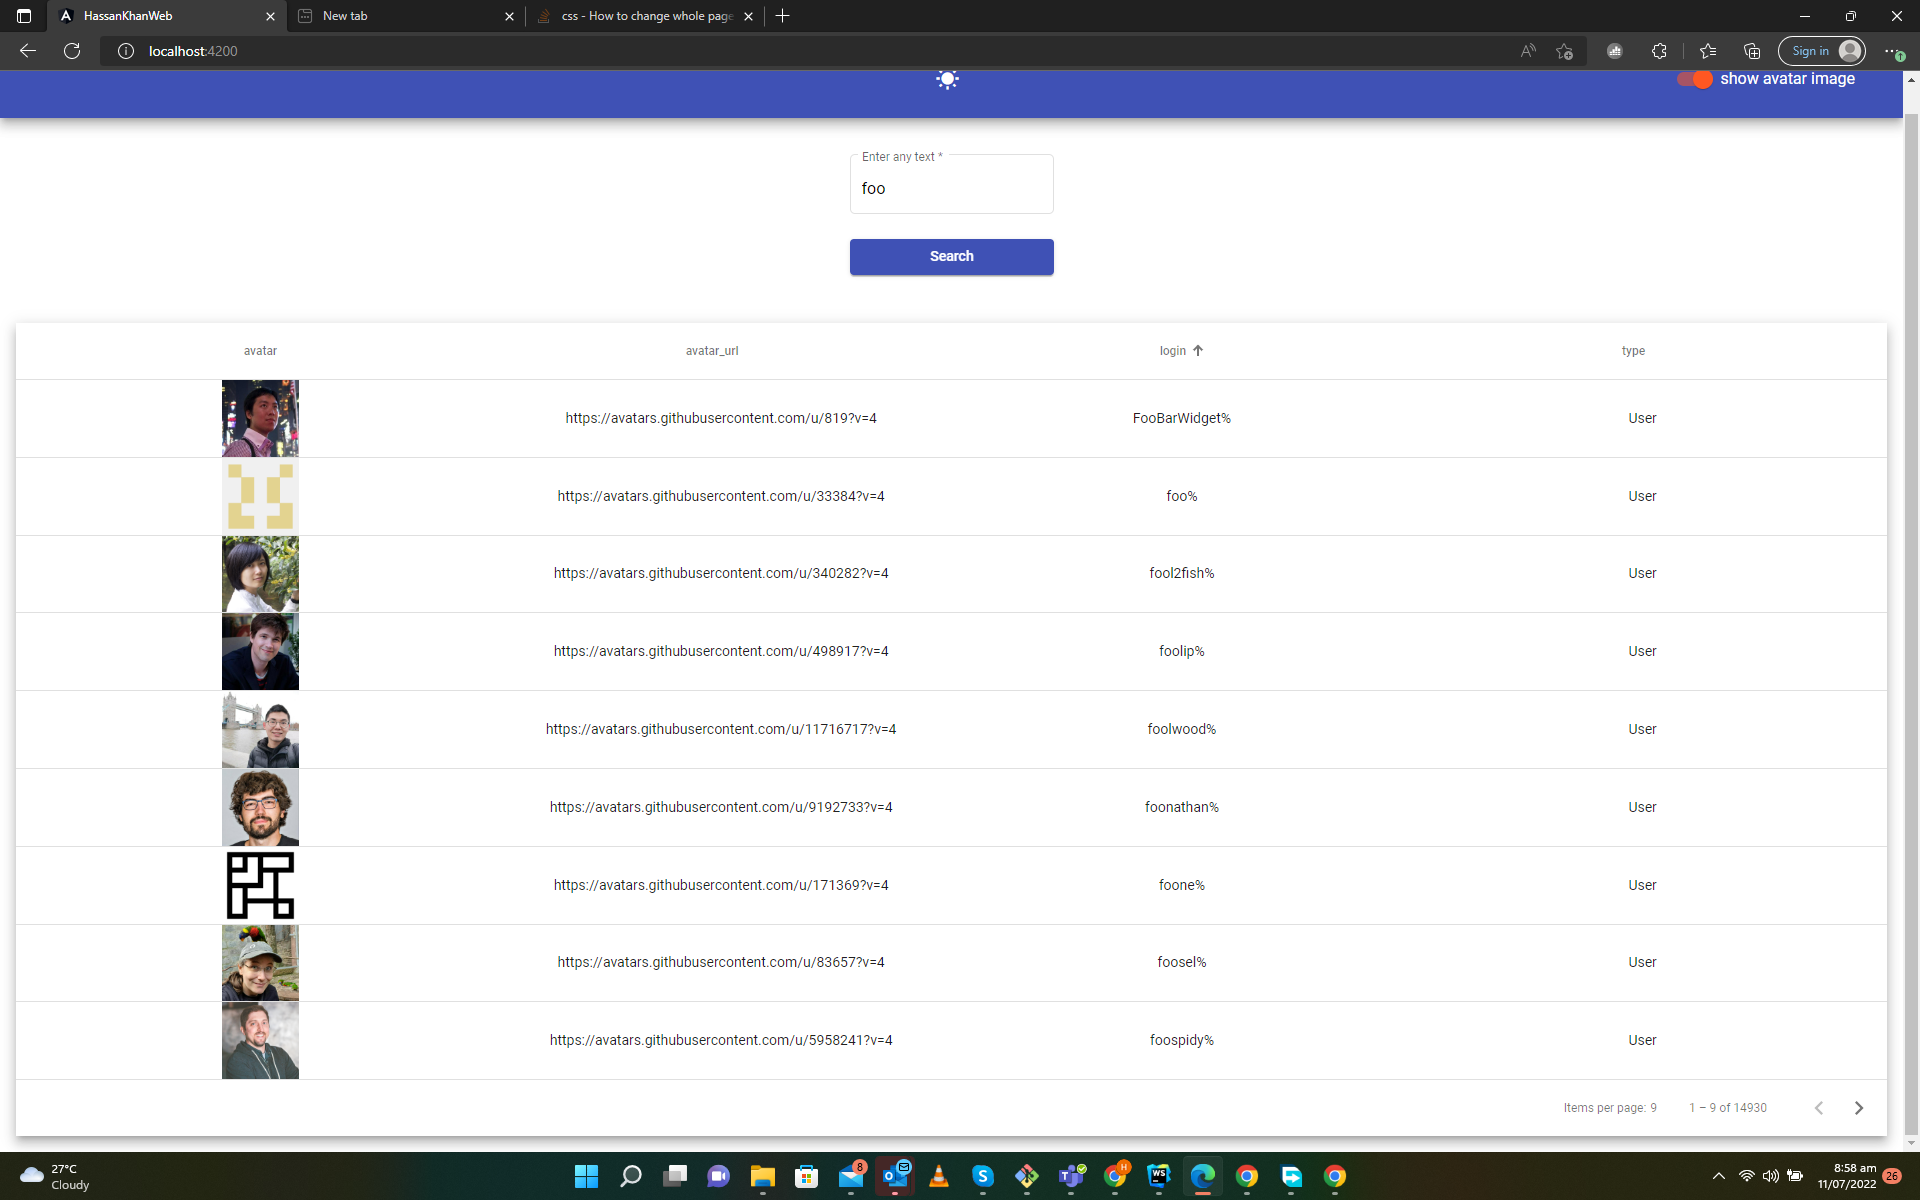 HassanKhanWeb
New tab
css - How to change whole page
localhost:4200
Sign in
show avatar image
Enter any text *
foo
Search
avatar avatar_url login type
https://avatars.githubusercontent.com/u/819?v=4 FooBarWidget% User
https://avatars.githubusercontent.com/u/33384?v=4 foo% User
https://avatars.githubusercontent.com/u/340282?v=4 fool2fish% User
https://avatars.githubusercontent.com/u/498917?v=4 foolip% User
https://avatars.githubusercontent.com/u/11716717?v=4 foolwood% User
https://avatars.githubusercontent.com/u/9192733?v=4 foonathan% User
https://avatars.githubusercontent.com/u/171369?v=4 foone% User
https://avatars.githubusercontent.com/u/83657?v=4 foosel% User
https://avatars.githubusercontent.com/u/5958241?v=4 foospidy% User
Items per page: 9 1 – 9 of 14930
27°C
Cloudy
8
H
WS
8:58 am
11/07/2022
26